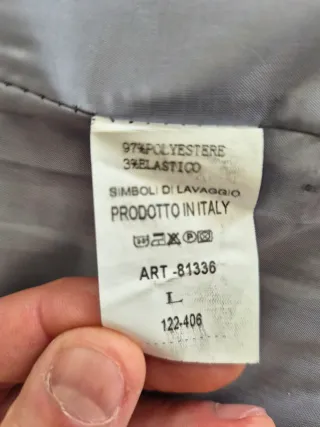 97%POLYESTERE
3%ELASTICO
SIMBOLI DI LAVAGGIO
PRODOTTO IN ITALY
ART -81336
L
122-406